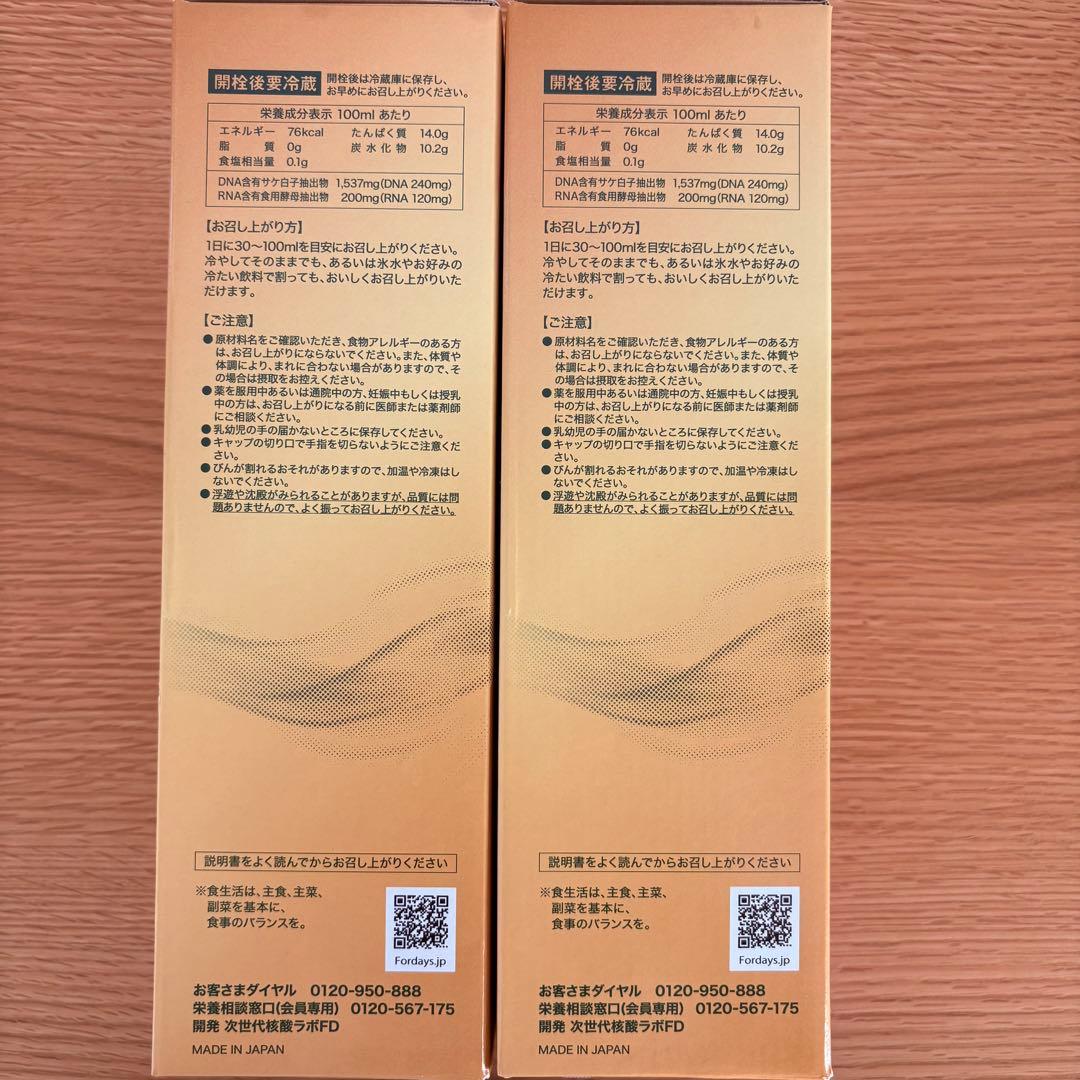 開栓後要冷蔵
開栓後は冷蔵庫に保存し、
お早めにお召し上がりください。
栄養成分表示 100ml あたり
エネルギー 76kcal たんぱく質 14.0g
脂質 0g 炭水化物 10.2g
食塩相当量 0.1g
DNA含有サケ白子抽出物 1,537mg(DNA 240mg)
RNA含有食用酵母抽出物 200mg(RNA 120mg)
【お召し上がり方】
1日に30〜100mlを目安にお召し上がりください。
冷やしてそのままでも、あるいは氷水やお好みの
冷たい飲料で割っても、おいしくお召し上がりいた
だけます。
【ご注意】
●原材料名をご確認いただき、食物アレルギーのある方
は、お召し上がりにならないでください。また、体質や
体調により、まれに合わない場合がありますので、そ
の場合は摂取をお控えください。
●薬を服用中あるいは通院中の方、妊娠中もしくは授乳
中の方は、お召し上がりになる前に医師または薬剤師
にご相談ください。
●乳幼児の手の届かないところに保存してください。
●キャップの切り口で手指を切らないようにご注意くだ
さい。
●びんが割れるおそれがありますので、加温や冷凍はし
ないでください。
●浮遊や沈殿がみられることがありますが、品質には問
題ありませんので、よく振ってお召し上がりください。
説明書をよく読んでからお召し上がりください
※食生活は、主食、主菜、
副菜を基本に、
食事のバランスを。
Fordays.jp
お客さまダイヤル 0120-950-888
栄養相談窓口(会員専用) 0120-567-175
開発 次世代核酸ラボFD
MADE IN JAPAN
開栓後要冷蔵
開栓後は冷蔵庫に保存し、
お早めにお召し上がりください。
栄養成分表示 100ml あたり
エネルギー 76kcal たんぱく質 14.0g
脂質 0g 炭水化物 10.2g
食塩相当量 0.1g
DNA含有サケ白子抽出物 1,537mg(DNA 240mg)
RNA含有食用酵母抽出物 200mg(RNA 120mg)
【お召し上がり方】
1日に30〜100mlを目安にお召し上がりください。
冷やしてそのままでも、あるいは氷水やお好みの
冷たい飲料で割っても、おいしくお召し上がりいた
だけます。
【ご注意】
●原材料名をご確認いただき、食物アレルギーのある方
は、お召し上がりにならないでください。また、体質や
体調により、まれに合わない場合がありますので、そ
の場合は摂取をお控えください。
●薬を服用中あるいは通院中の方、妊娠中もしくは授乳
中の方は、お召し上がりになる前に医師または薬剤師
にご相談ください。
●乳幼児の手の届かないところに保存してください。
●キャップの切り口で手指を切らないようにご注意くだ
さい。
●びんが割れるおそれがありますので、加温や冷凍はし
ないでください。
●浮遊や沈殿がみられることがありますが、品質には問
題ありませんので、よく振ってお召し上がりください。
説明書をよく読んでからお召し上がりください
※食生活は、主食、主菜、
副菜を基本に、
食事のバランスを。
Fordays.jp
お客さまダイヤル 0120-950-888
栄養相談窓口(会員専用) 0120-567-175
開発 次世代核酸ラボFD
MADE IN JAPAN